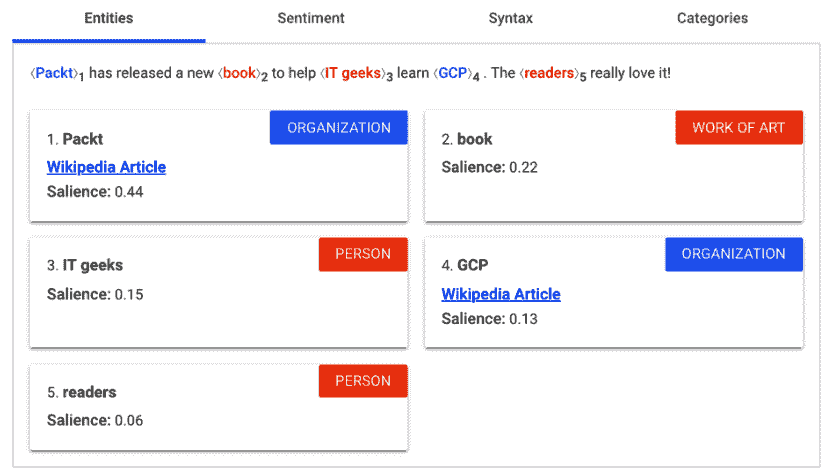 Entities Sentiment Syntax Categories
⟨Packt⟩1 has released a new ⟨book⟩2 to help ⟨IT geeks⟩3 learn ⟨GCP⟩4 . The ⟨readers⟩5 really love it!
ORGANIZATION
1. Packt
Wikipedia Article
Salience: 0.44
WORK OF ART
2. book
Salience: 0.22
PERSON
3. IT geeks
Salience: 0.15
ORGANIZATION
4. GCP
Wikipedia Article
Salience: 0.13
PERSON
5. readers
Salience: 0.06